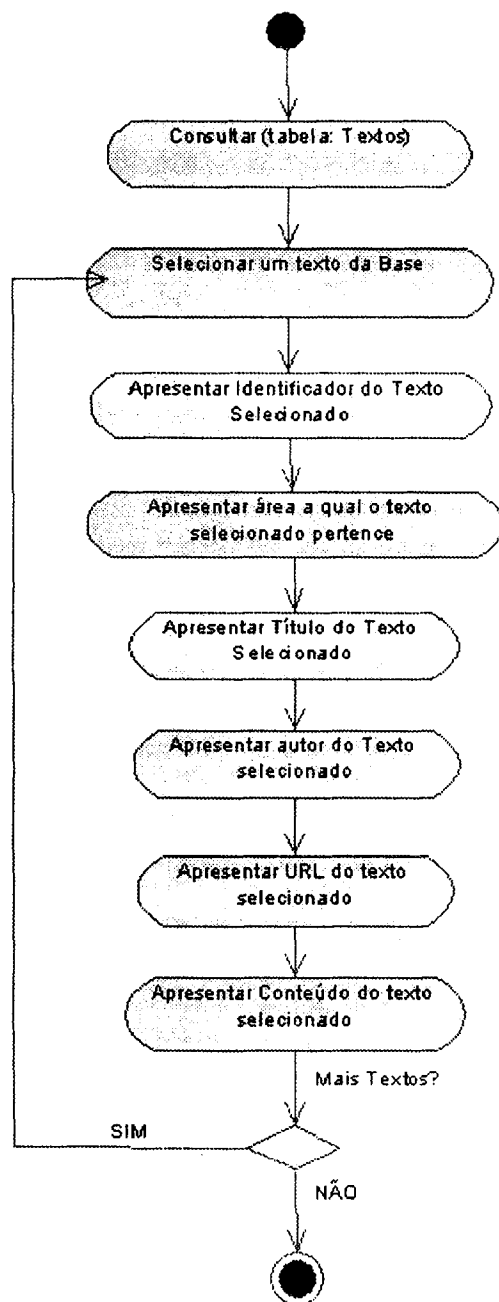 Consultar (tabela: Textos)
Selecionar um texto da Base
Apresentar Identificador do Texto
Selecionado
Apresentar área a qual o texto
selecionado pertence
Apresentar Título do Texto
Selecionado
Apresentar autor do Texto
selecionado
Apresentar URL do texto
selecionado
Apresentar Conteúdo do texto
selecionado
Mais Textos?
SIM
NÃO